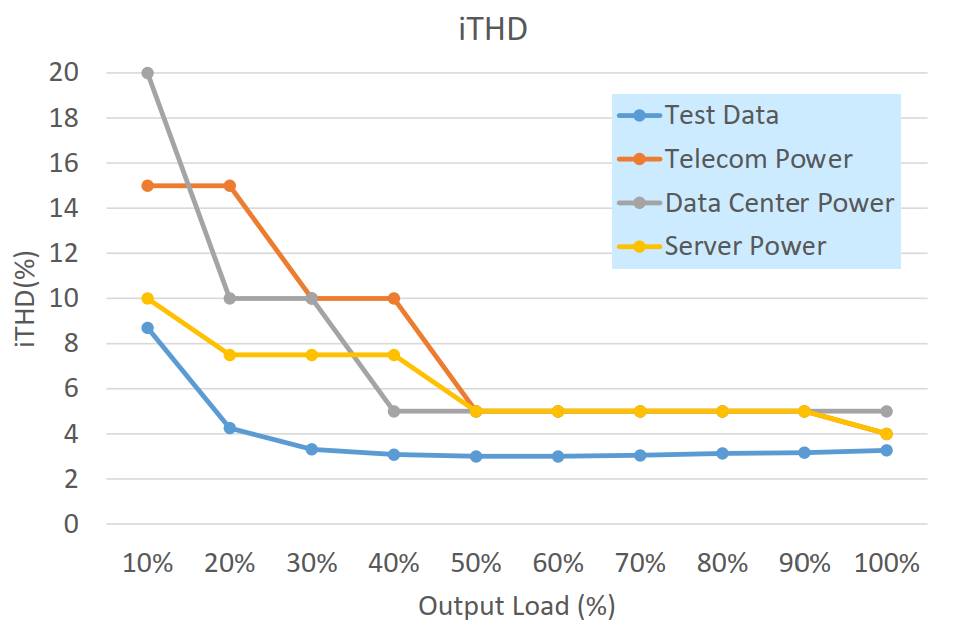 iTHD
20
18
16
14
12
10
8
6
4
2
0
iTHD(%)
Test Data
Telecom Power
Data Center Power
Server Power
10% 20% 30% 40% 50% 60% 70% 80% 90% 100%
Output Load (%)